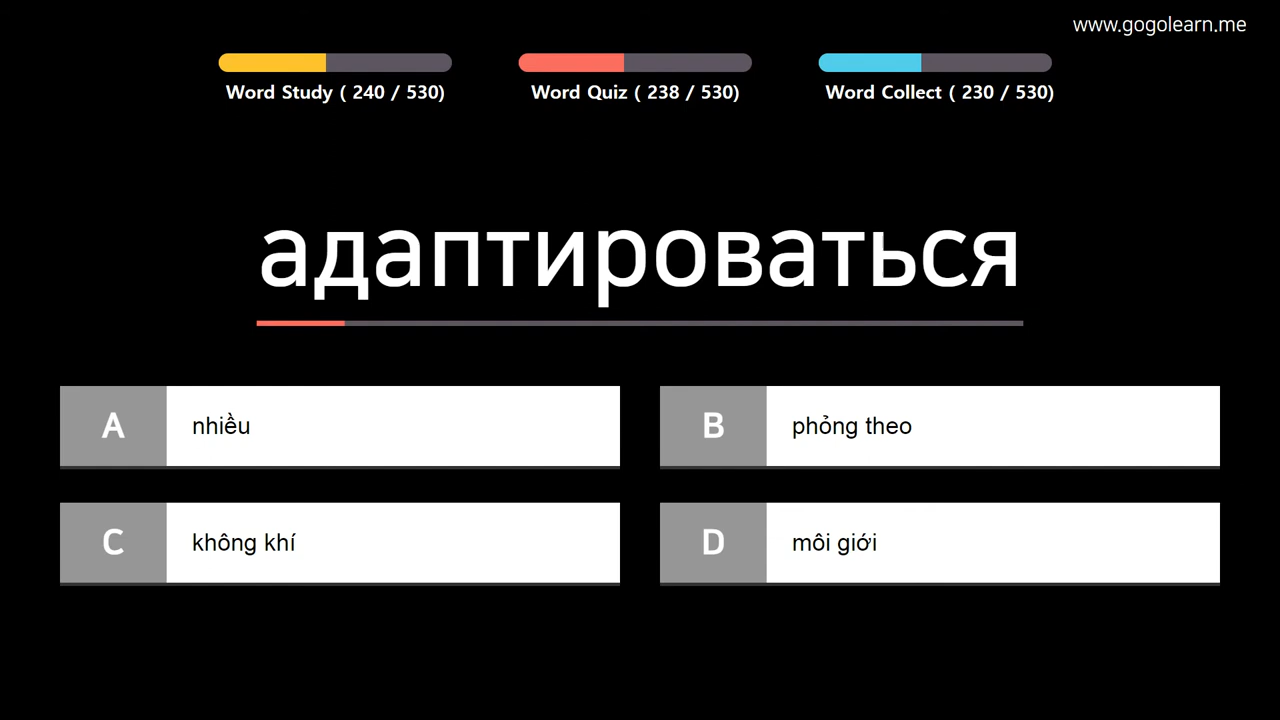 www.gogolearn.me
Word Study ( 240 / 530)
Word Quiz ( 238 / 530)
Word Collect ( 230 / 530)
адаптироваться
A nhiều
B phỏng theo
C không khí
D môi giới